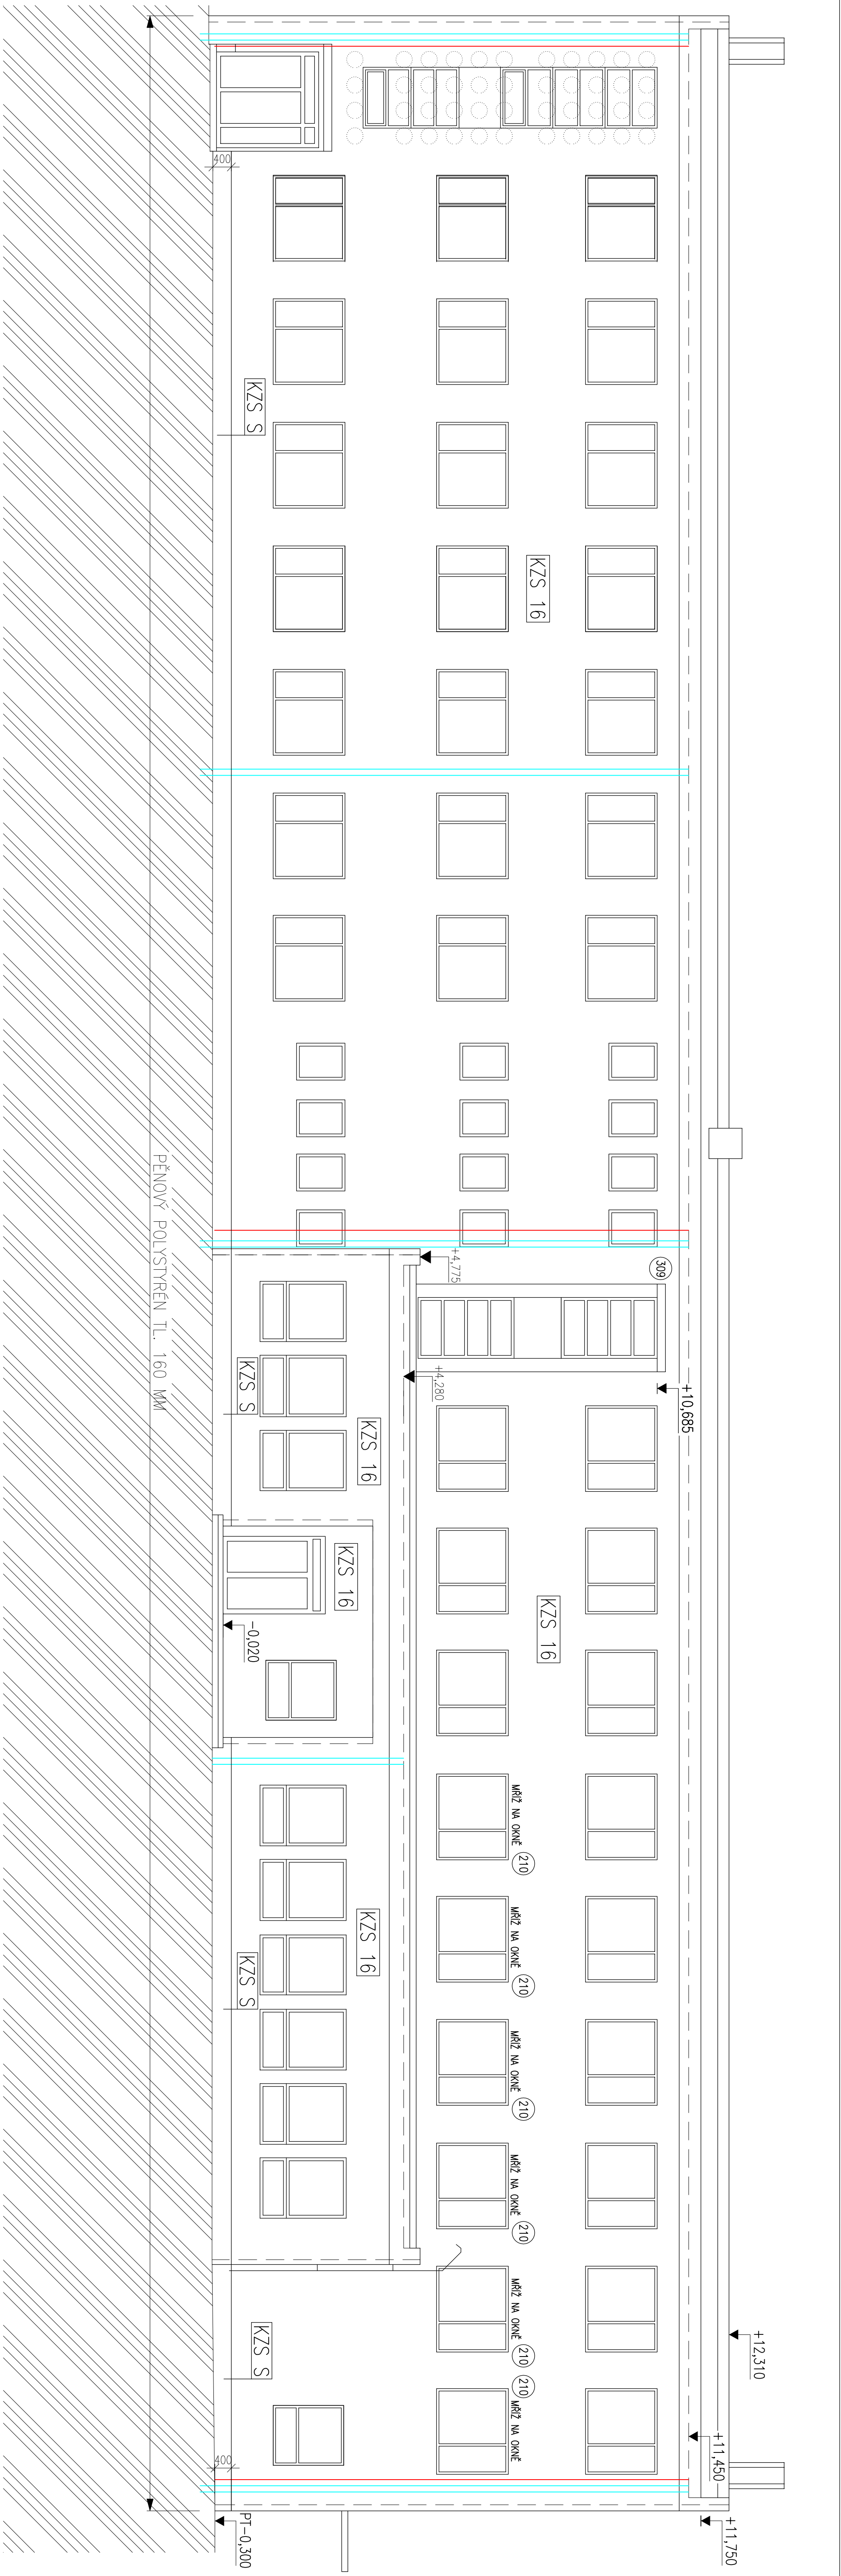 400
KZS S
KZS 16
309
+4,775
+4,280
+10,685
KZS S
KZS 16
KZS 16
-0,020
KZS 16
MŘÍŽ NA OKNĚ 210
MŘÍŽ NA OKNĚ 210
MŘÍŽ NA OKNĚ 210
MŘÍŽ NA OKNĚ 210
MŘÍŽ NA OKNĚ 210
210 MŘÍŽ NA OKNĚ
KZS 16
KZS S
KZS S
+12,310
+11,450
+11,750
400
PT-0,300
PĚNOVÝ POLYSTYRÉN TL. 160 MM